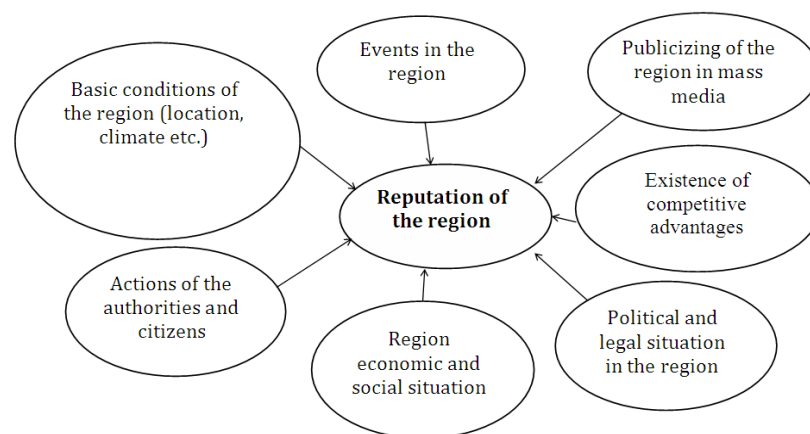 Events in the
region
Publicizing of the
region in mass
media
Basic conditions of
the region (location,
climate etc.)
Reputation of
the region
Existence of
competitive
advantages
Actions of the
authorities and
citizens
Region
economic and
social situation
Political and
legal situation
in the region